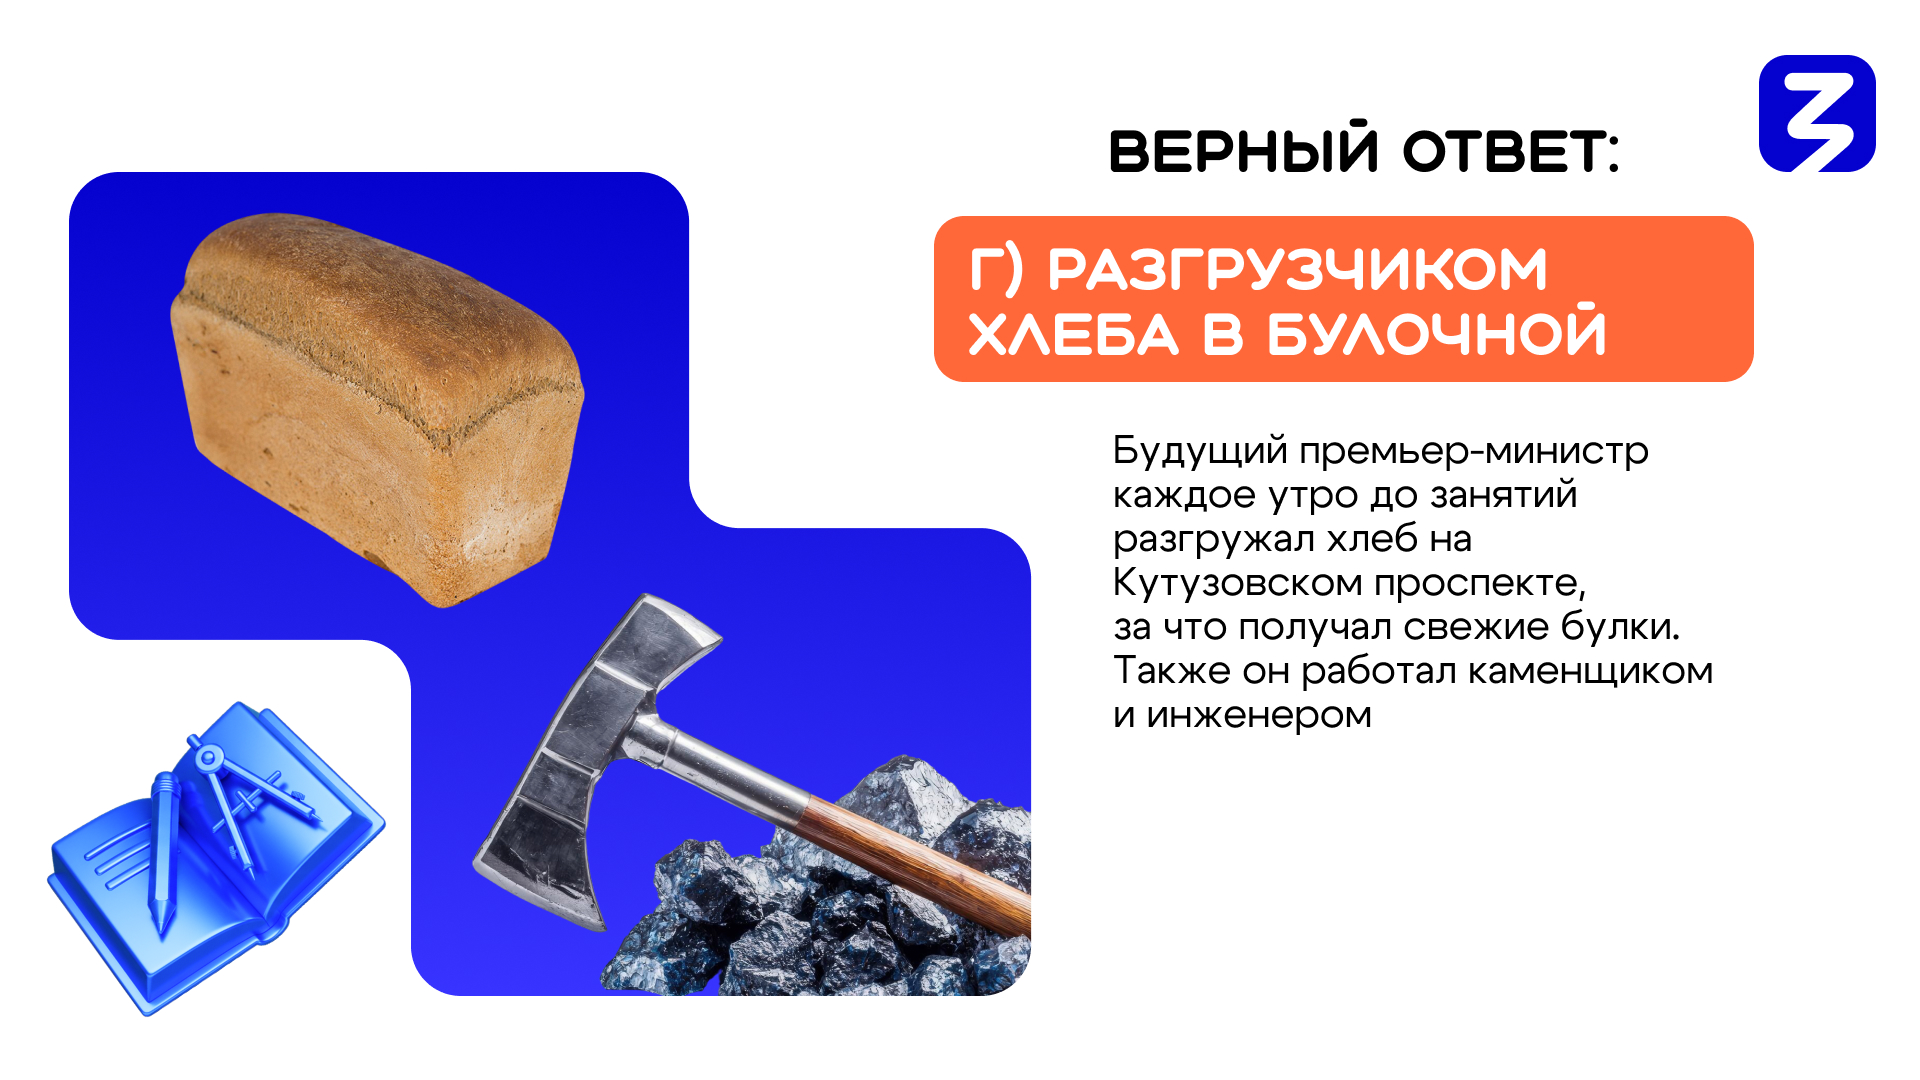 ВЕРНЫЙ ОТВЕТ:
Г) РАЗГРУЗЧИКОМ
ХЛЕБА В БУЛОЧНОЙ
Будущий премьер-министр
каждое утро до занятий
разгружал хлеб на
Кутузовском проспекте,
за что получал свежие булки.
Также он работал каменщиком
и инженером